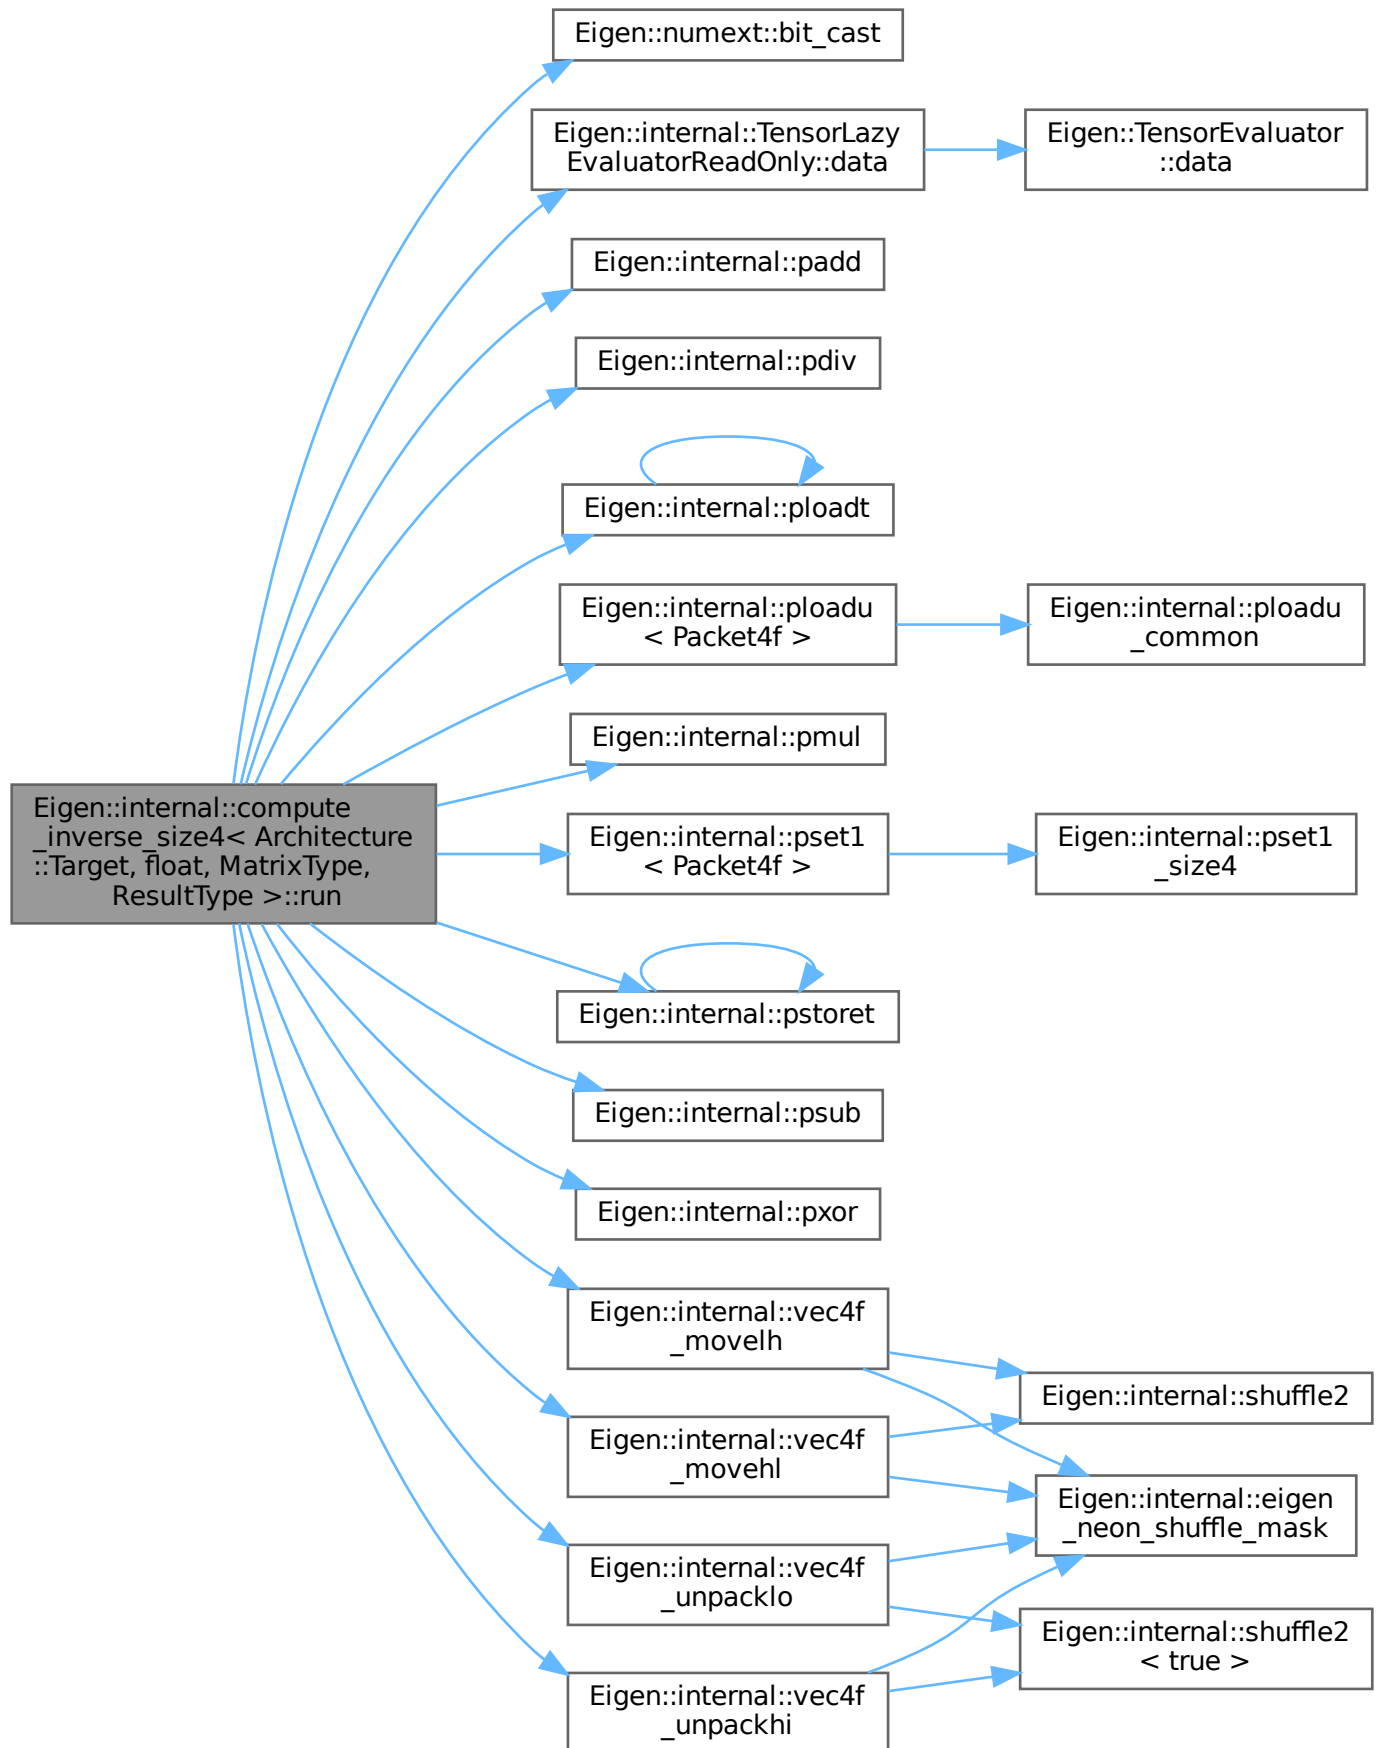 Eigen::numext::bit_cast
Eigen::internal::TensorLazy
EvaluatorReadOnly::data
Eigen::TensorEvaluator
::data
Eigen::internal::padd
Eigen::internal::pdiv
Eigen::internal::ploadt
Eigen::internal::ploadu
< Packet4f >
Eigen::internal::ploadu
_common
Eigen::internal::pmul
Eigen::internal::compute
_inverse_size4< Architecture
::Target, float, MatrixType,
ResultType >::run
Eigen::internal::pset1
< Packet4f >
Eigen::internal::pset1
_size4
Eigen::internal::pstoret
Eigen::internal::psub
Eigen::internal::pxor
Eigen::internal::vec4f
_movelh
Eigen::internal::shuffle2
Eigen::internal::vec4f
_movehl
Eigen::internal::eigen
_neon_shuffle_mask
Eigen::internal::vec4f
_unpacklo
Eigen::internal::shuffle2
< true >
Eigen::internal::vec4f
_unpackhi